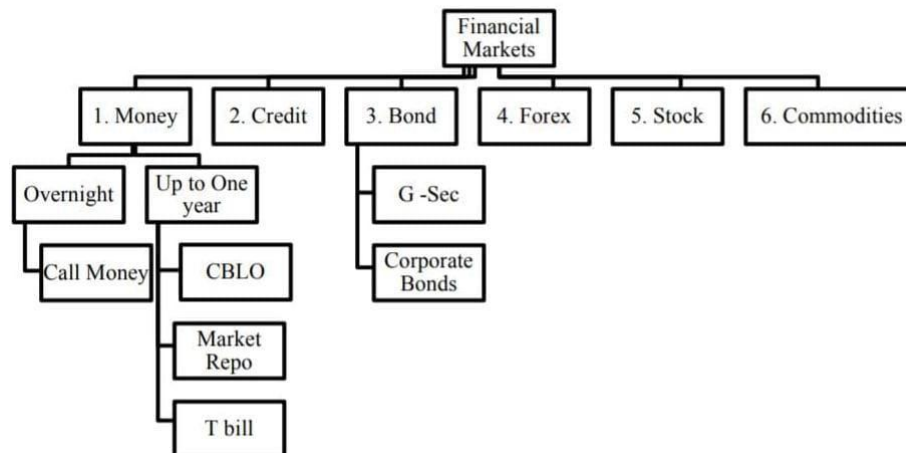 Financial
Markets
1. Money
2. Credit
3. Bond
4. Forex
5. Stock
6. Commodities
Overnight
Up to One
year
G -Sec
Call Money
CBLO
Corporate
Bonds
Market
Repo
T bill